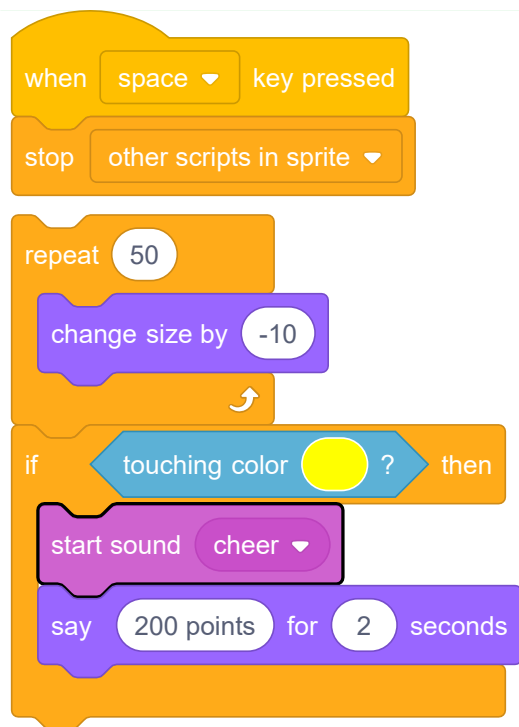 when space key pressed
stop other scripts in sprite
repeat 50
change size by -10
if touching color ? then
start sound cheer
say 200 points for 2 seconds